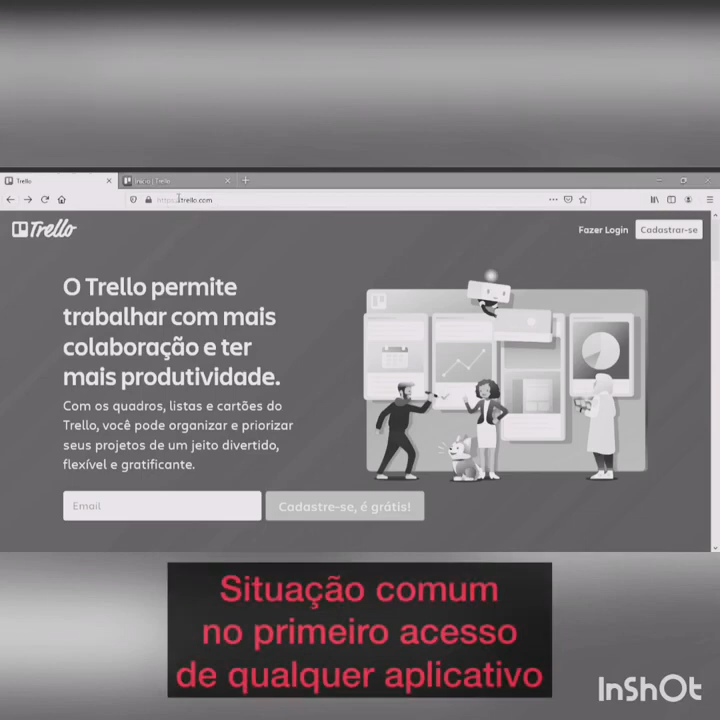 Trello
Início | Trello
https://trello.com
Trello
Fazer Login
Cadastrar-se
O Trello permite
trabalhar com mais
colaboração e ter
mais produtividade.
Com os quadros, listas e cartões do
Trello, você pode organizar e priorizar
seus projetos de um jeito divertido,
flexível e gratificante.
Email
Cadastre-se, é grátis!
Situação comum
no primeiro acesso
de qualquer aplicativo
InShOt